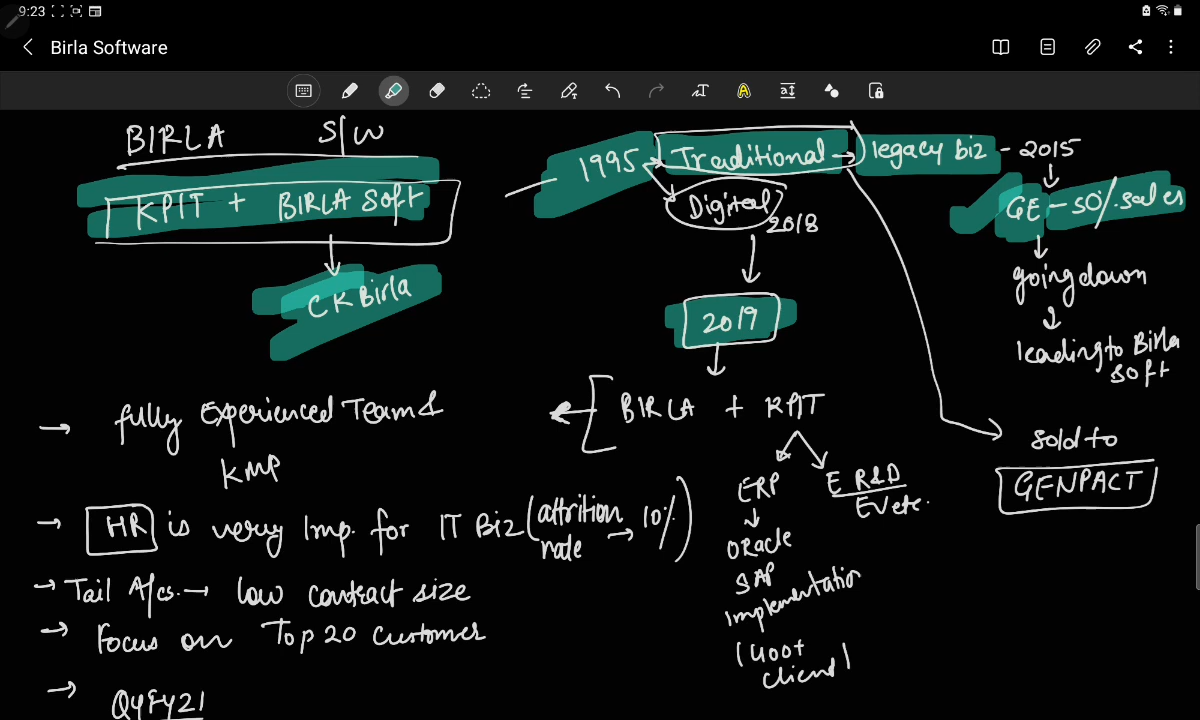 9:23
Birla Software
BIRLA S/W
KPIT + BIRLA Soft
CK Birla
1995 Traditional legacy biz - 2015
Digital 2018
GE - 50% sales
going down
leading to Birla
soft
2019
BIRLA + KPIT
sold to
GENPACT
ERP
E R&D
EV etc.
Oracle
SAP
Implementation
(400+
client)
fully Experienced Team &
KMP
HR is very Imp. for IT Biz (attrition rate → 10%)
Tail A/cs. → low contract size
Focus on Top 20 Customer
Q4FY21